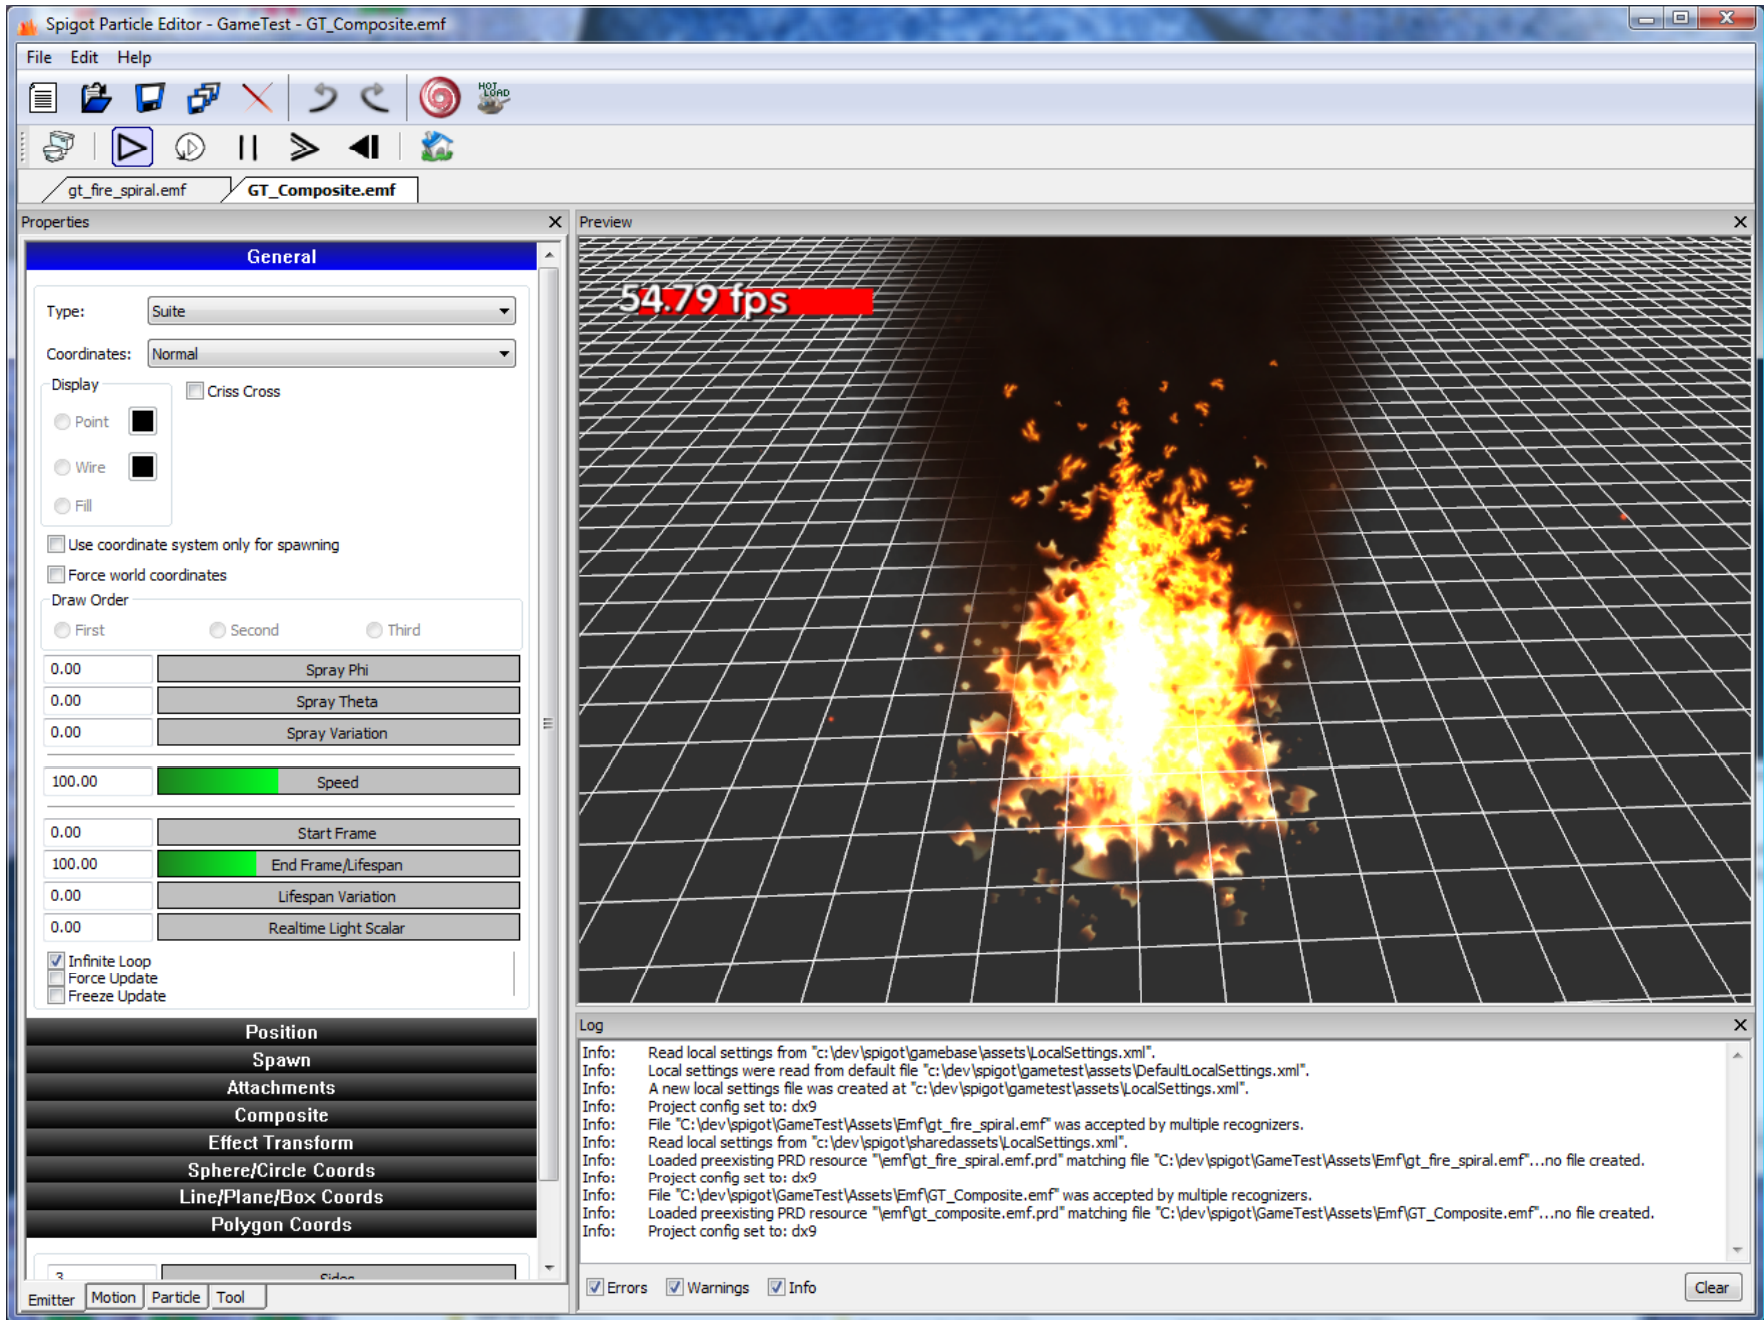 Spigot Particle Editor - GameTest - GT_Composite.emf
File Edit Help
HOT
LOAD
gt_fire_spiral.emf GT_Composite.emf
Properties
General
Type: Suite
Coordinates: Normal
Display
Criss Cross
Point
Wire
Fill
Use coordinate system only for spawning
Force world coordinates
Draw Order
First Second Third
0.00 Spray Phi
0.00 Spray Theta
0.00 Spray Variation
100.00 Speed
0.00 Start Frame
100.00 End Frame/Lifespan
0.00 Lifespan Variation
0.00 Realtime Light Scalar
Infinite Loop
Force Update
Freeze Update
Position
Spawn
Attachments
Composite
Effect Transform
Sphere/Circle Coords
Line/Plane/Box Coords
Polygon Coords
3 Sides
Emitter Motion Particle Tool
Preview
54.79 fps
Log
Info: Read local settings from "c:\dev\spigot\gamebase\assets\LocalSettings.xml".
Info: Local settings were read from default file "c:\dev\spigot\gametest\assets\DefaultLocalSettings.xml".
Info: A new local settings file was created at "c:\dev\spigot\gametest\assets\LocalSettings.xml".
Info: Project config set to: dx9
Info: File "C:\dev\spigot\GameTest\Assets\Emf\gt_fire_spiral.emf" was accepted by multiple recognizers.
Info: Read local settings from "c:\dev\spigot\sharedassets\LocalSettings.xml".
Info: Loaded preexisting PRD resource "\emf\gt_fire_spiral.emf.prd" matching file "C:\dev\spigot\GameTest\Assets\Emf\gt_fire_spiral.emf"...no file created.
Info: Project config set to: dx9
Info: File "C:\dev\spigot\GameTest\Assets\Emf\GT_Composite.emf" was accepted by multiple recognizers.
Info: Loaded preexisting PRD resource "\emf\gt_composite.emf.prd" matching file "C:\dev\spigot\GameTest\Assets\Emf\GT_Composite.emf"...no file created.
Info: Project config set to: dx9
Errors Warnings Info Clear